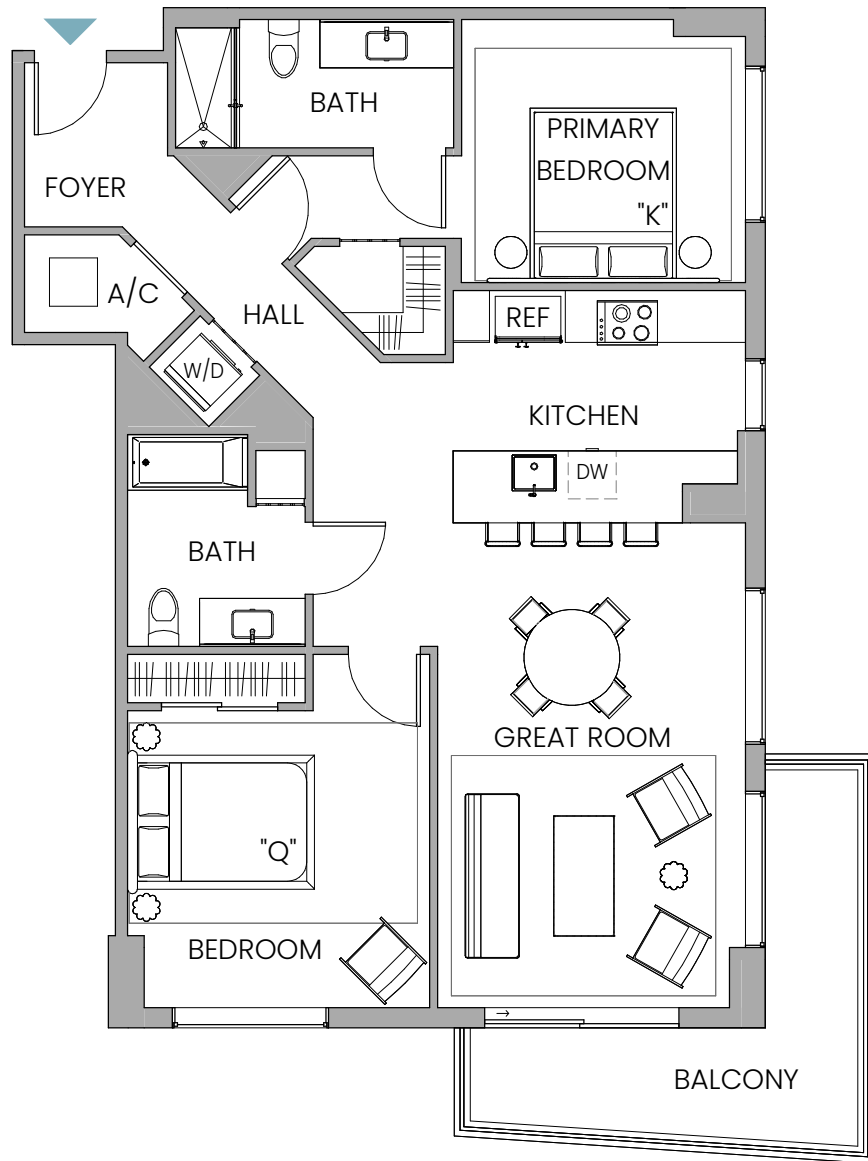 BATH
PRIMARY
BEDROOM
"K"
FOYER
A/C
HALL
REF
W/D
KITCHEN
DW
BATH
GREAT ROOM
"Q"
BEDROOM
BALCONY